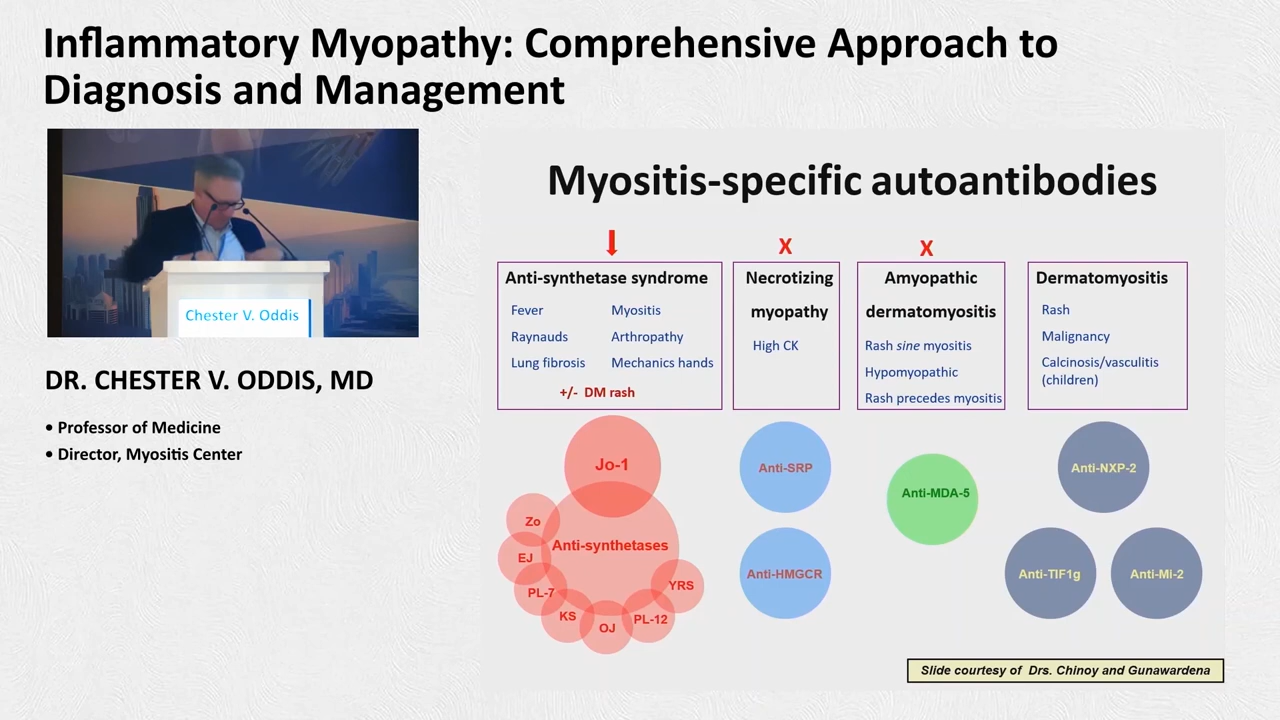 Inflammatory Myopathy: Comprehensive Approach to
Diagnosis and Management
Chester V. Oddis
DR. CHESTER V. ODDIS, MD
• Professor of Medicine
• Director, Myositis Center
Myositis-specific autoantibodies
X
X
Anti-synthetase syndrome
Fever
Myositis
Raynauds
Arthropathy
Lung fibrosis
Mechanics hands
+/- DM rash
Necrotizing
myopathy
High CK
Amyopathic
dermatomyositis
Rash sine myositis
Hypomyopathic
Rash precedes myositis
Dermatomyositis
Rash
Malignancy
Calcinosis/vasculitis
(children)
Jo-1
Zo
Anti-synthetases
EJ
PL-7
KS
OJ
PL-12
YRS
Anti-SRP
Anti-HMGCR
Anti-MDA-5
Anti-NXP-2
Anti-TIF1g
Anti-Mi-2
Slide courtesy of Drs. Chinoy and Gunawardena